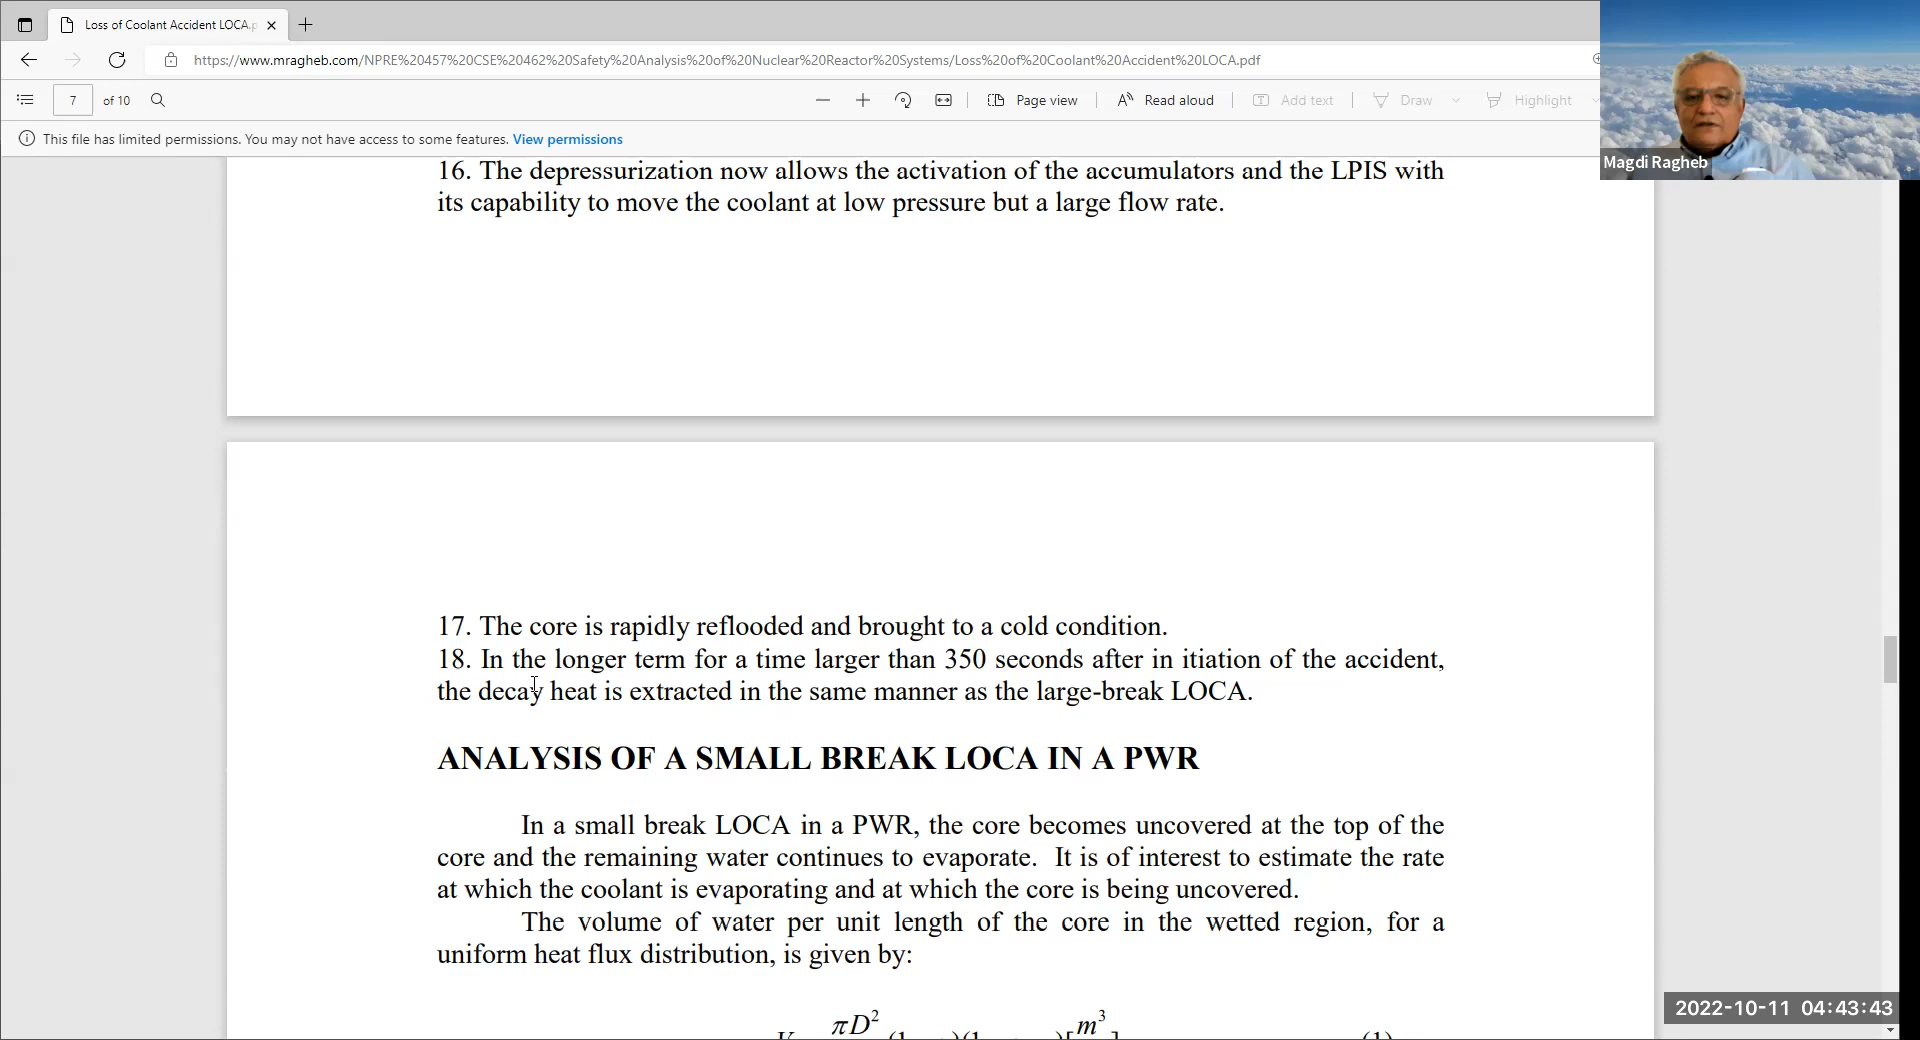 Loss of Coolant Accident LOCA.p
https://www.mragheb.com/NPRE%20457%20CSE%20462%20Safety%20Analysis%20of%20Nuclear%20Reactor%20Systems/Loss%20of%20Coolant%20Accident%20LOCA.pdf
7 of 10 Page view Read aloud Add text Draw Highlight
This file has limited permissions. You may not have access to some features. View permissions
Magdi Ragheb
16. The depressurization now allows the activation of the accumulators and the LPIS with
its capability to move the coolant at low pressure but a large flow rate.
17. The core is rapidly reflooded and brought to a cold condition.
18. In the longer term for a time larger than 350 seconds after in itiation of the accident,
the decay heat is extracted in the same manner as the large-break LOCA.
ANALYSIS OF A SMALL BREAK LOCA IN A PWR
In a small break LOCA in a PWR, the core becomes uncovered at the top of the
core and the remaining water continues to evaporate. It is of interest to estimate the rate
at which the coolant is evaporating and at which the core is being uncovered.
The volume of water per unit length of the core in the wetted region, for a
uniform heat flux distribution, is given by:
πD² m³
2022-10-11 04:43:43